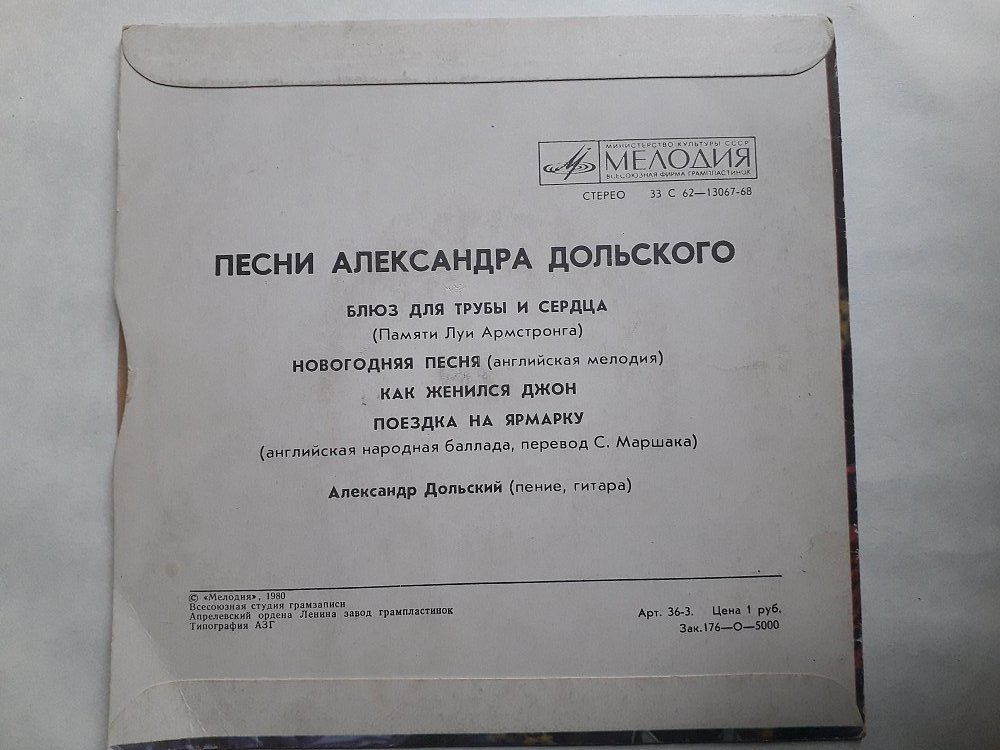 МИНИСТЕРСТВО КУЛЬТУРЫ СССР
МЕЛОДИЯ
ВСЕСОЮЗНАЯ ФИРМА ГРАМПЛАСТИНОК
СТЕРЕО 33 С 62—13067-68
ПЕСНИ АЛЕКСАНДРА ДОЛЬСКОГО
БЛЮЗ ДЛЯ ТРУБЫ И СЕРДЦА
(Памяти Луи Армстронга)
НОВОГОДНЯЯ ПЕСНЯ (английская мелодия)
КАК ЖЕНИЛСЯ ДЖОН
ПОЕЗДКА НА ЯРМАРКУ
(английская народная баллада, перевод С. Маршака)
Александр Дольский (пение, гитара)
© «Мелодия», 1980
Всесоюзная студия грамзаписи
Апрелевский ордена Ленина завод грампластинок
Типография АЗГ
Арт. 36-3. Цена 1 руб.
Зак.176—О—5000